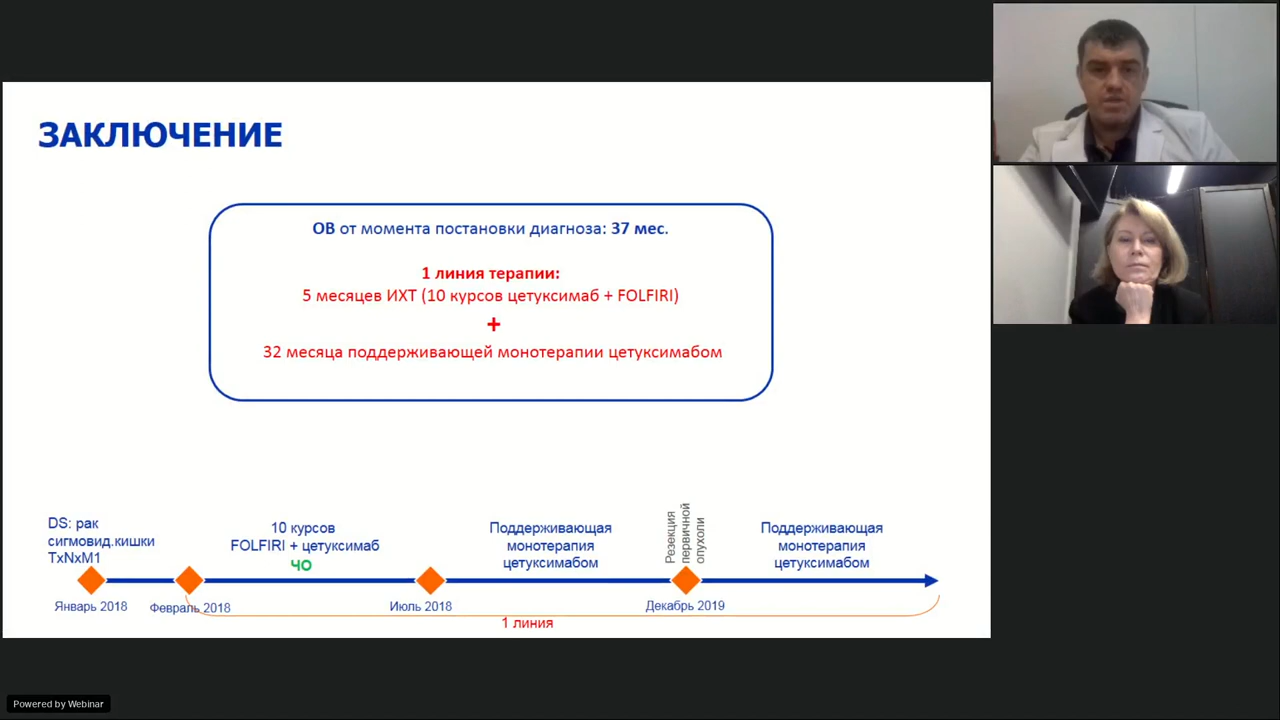 ЗАКЛЮЧЕНИЕ
ОВ от момента постановки диагноза: 37 мес.
1 линия терапии:
5 месяцев ИХТ (10 курсов цетуксимаб + FOLFIRI)
+
32 месяца поддерживающей монотерапии цетуксимабом
DS: рак
сигмовид.кишки
TxNxM1
10 курсов
FOLFIRI + цетуксимаб
ЧО
Поддерживающая
монотерапия
цетуксимабом
Резекция
первичной
опухоли
Поддерживающая
монотерапия
цетуксимабом
Январь 2018
Февраль 2018
Июль 2018
Декабрь 2019
1 линия
Powered by Webinar